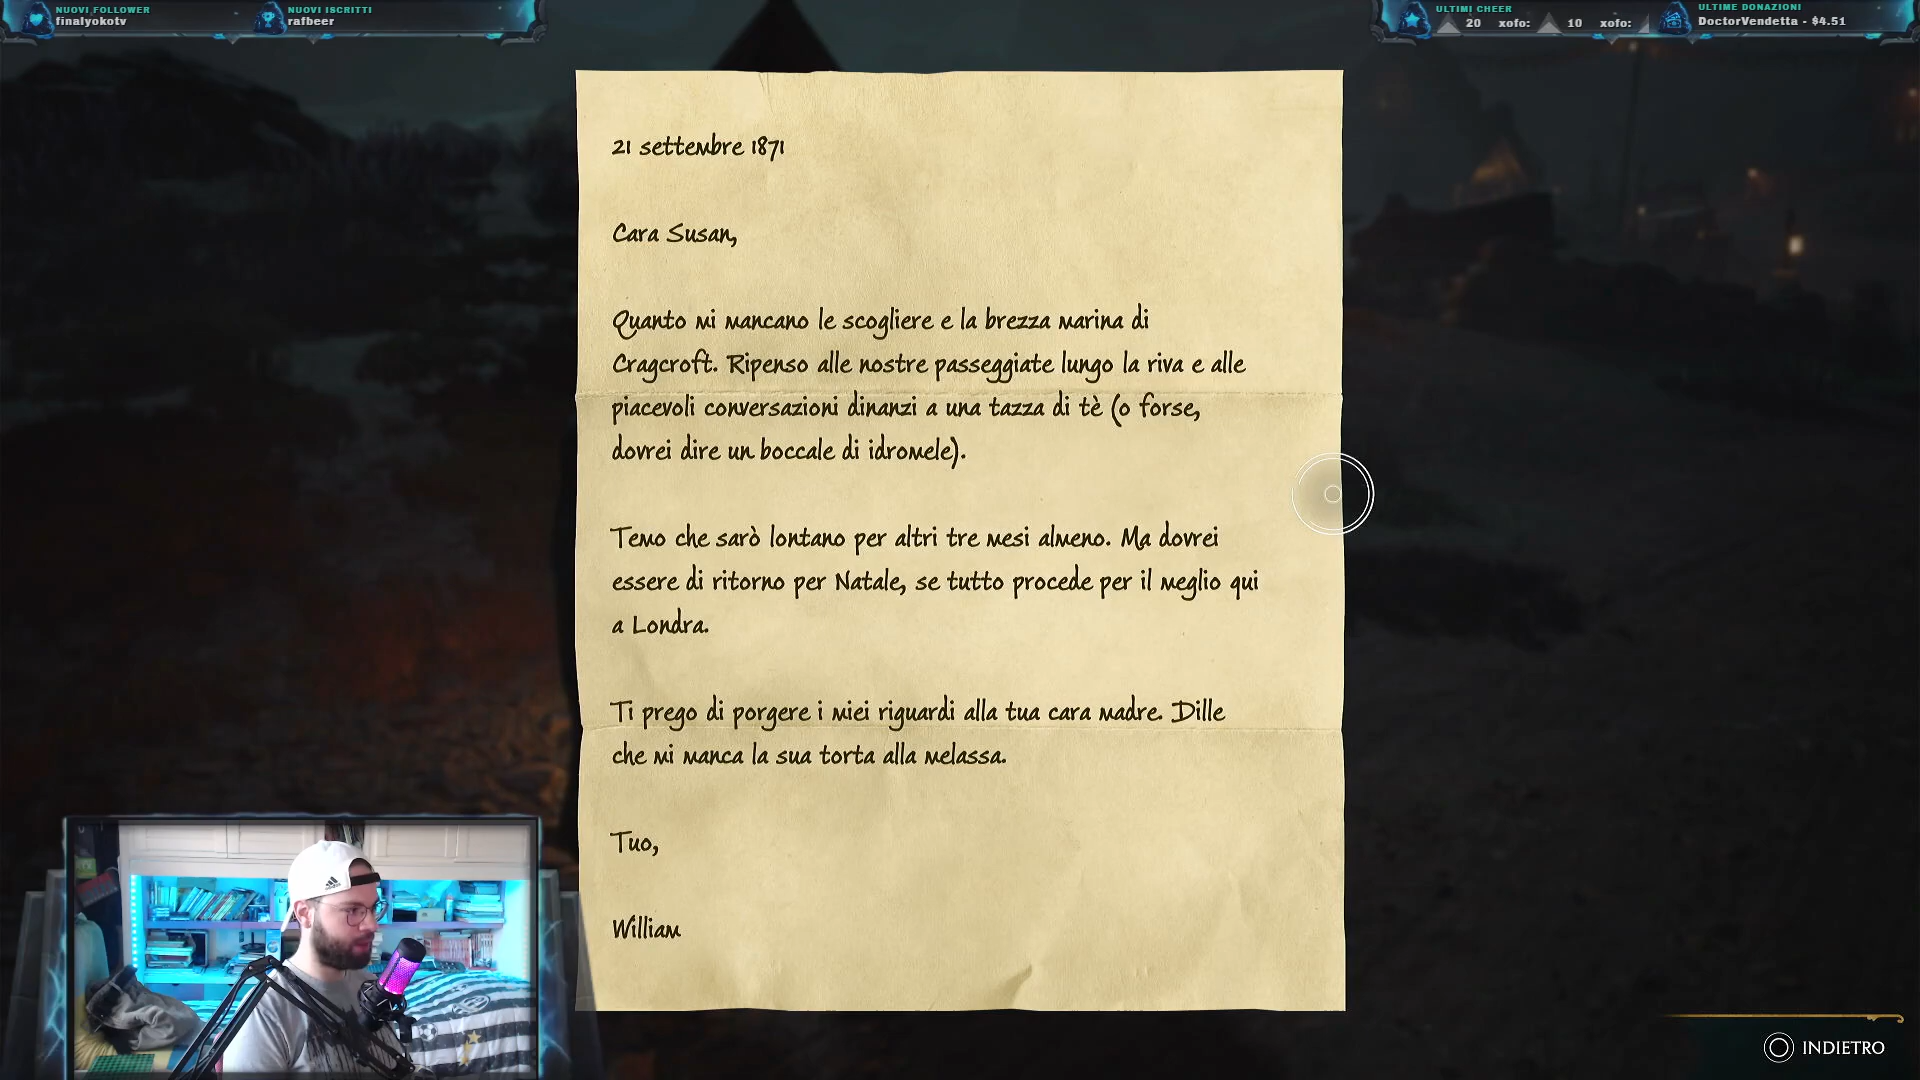 NUOVI FOLLOWER
finalyokotv
NUOVI ISCRITTI
rafbeer
ULTIMI CHEER
20 xofo: 10 xofo:
ULTIME DONAZIONI
DoctorVendetta - $4.51
21 settembre 1871
Cara Susan,
Quanto mi mancano le scogliere e la brezza marina di
Cragcroft. Ripenso alle nostre passeggiate lungo la riva e alle
piacevoli conversazioni dinanzi a una tazza di tè (o forse,
dovrei dire un boccale di idromele).
Temo che sarò lontano per altri tre mesi almeno. Ma dovrei
essere di ritorno per Natale, se tutto procede per il meglio qui
a Londra.
Ti prego di porgere i miei riguardi alla tua cara madre. Dille
che mi manca la sua torta alla melassa.
Tuo,
William
INDIETRO